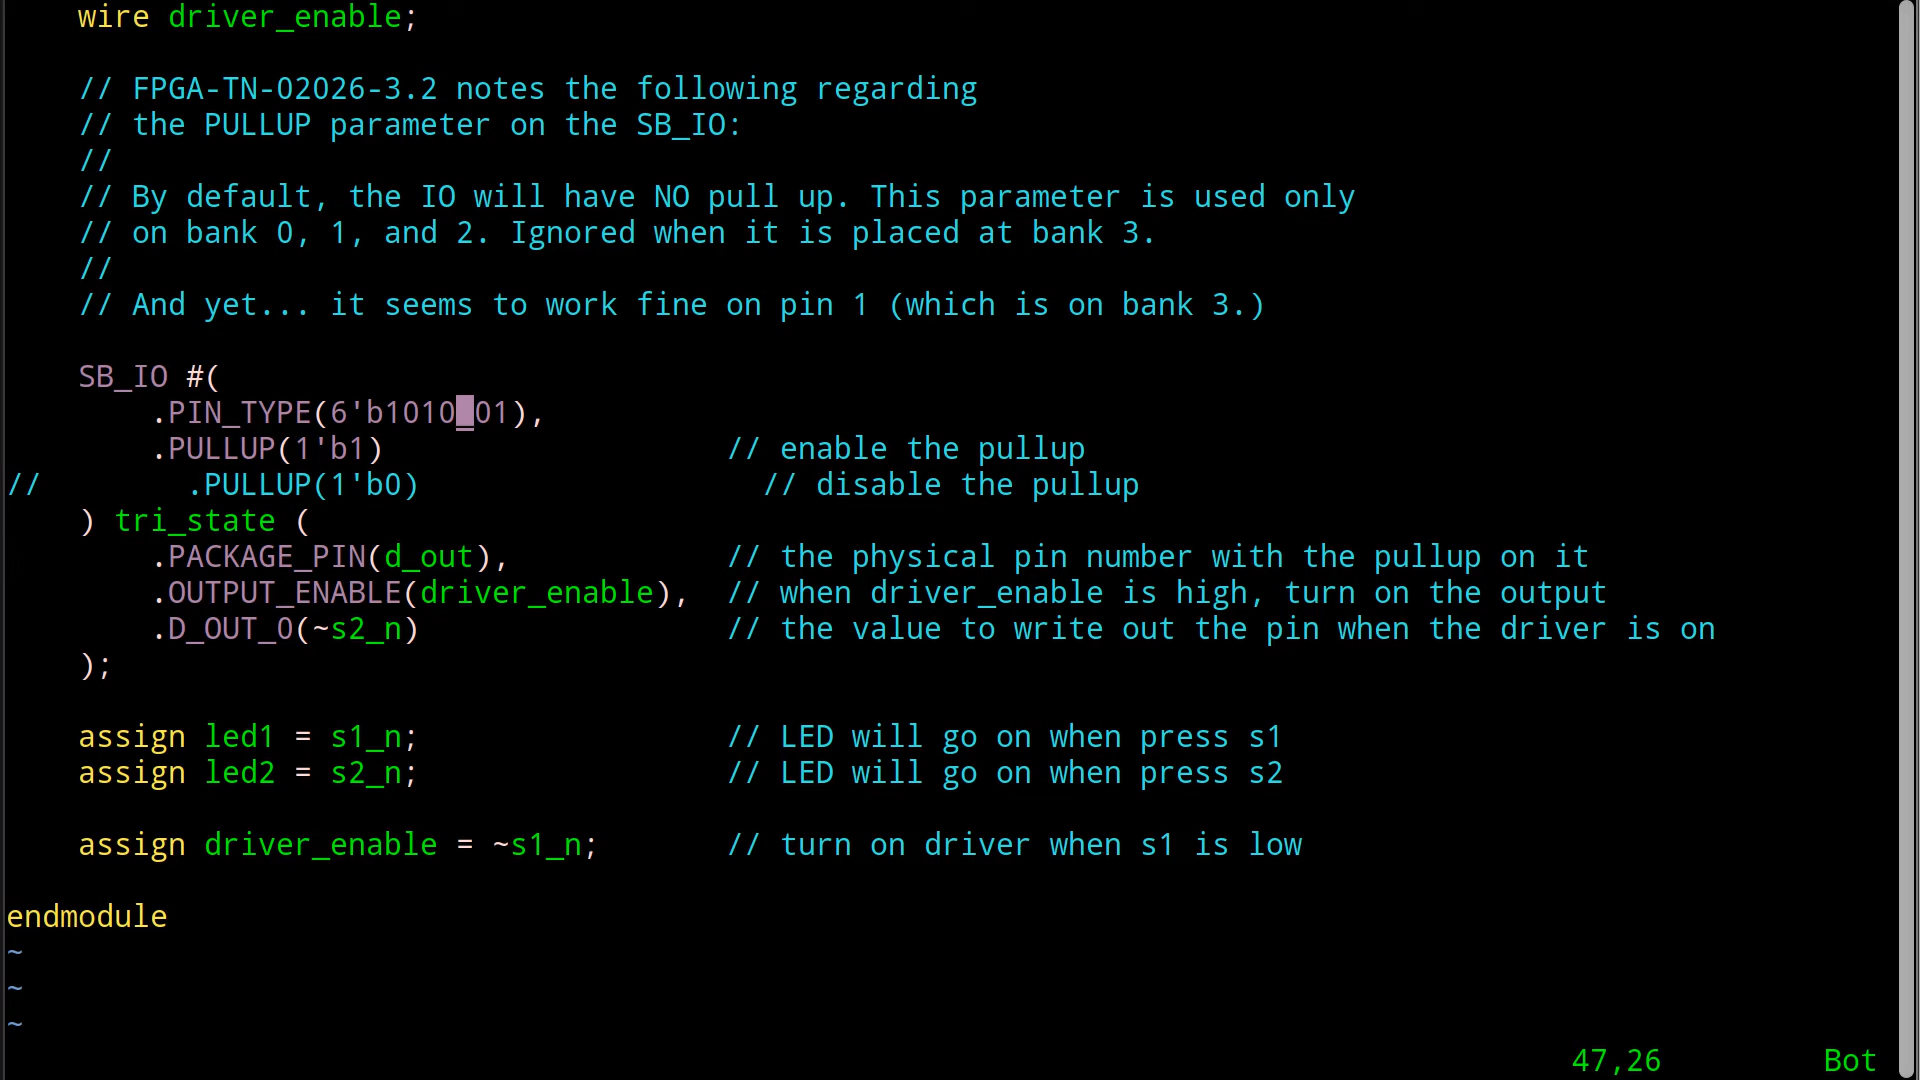 wire driver_enable;

    // FPGA-TN-02026-3.2 notes the following regarding
    // the PULLUP parameter on the SB_IO:
    //
    // By default, the IO will have NO pull up. This parameter is used only
    // on bank 0, 1, and 2. Ignored when it is placed at bank 3.
    //
    // And yet... it seems to work fine on pin 1 (which is on bank 3.)

    SB_IO #(
        .PIN_TYPE(6'b1010_01),
        .PULLUP(1'b1)                   // enable the pullup
//        .PULLUP(1'b0)                   // disable the pullup
    ) tri_state (
        .PACKAGE_PIN(d_out),            // the physical pin number with the pullup on it
        .OUTPUT_ENABLE(driver_enable),  // when driver_enable is high, turn on the output
        .D_OUT_0(~s2_n)                 // the value to write out the pin when the driver is on
    );

    assign led1 = s1_n;                 // LED will go on when press s1
    assign led2 = s2_n;                 // LED will go on when press s2

    assign driver_enable = ~s1_n;       // turn on driver when s1 is low

endmodule
~
~
~
47,26         Bot